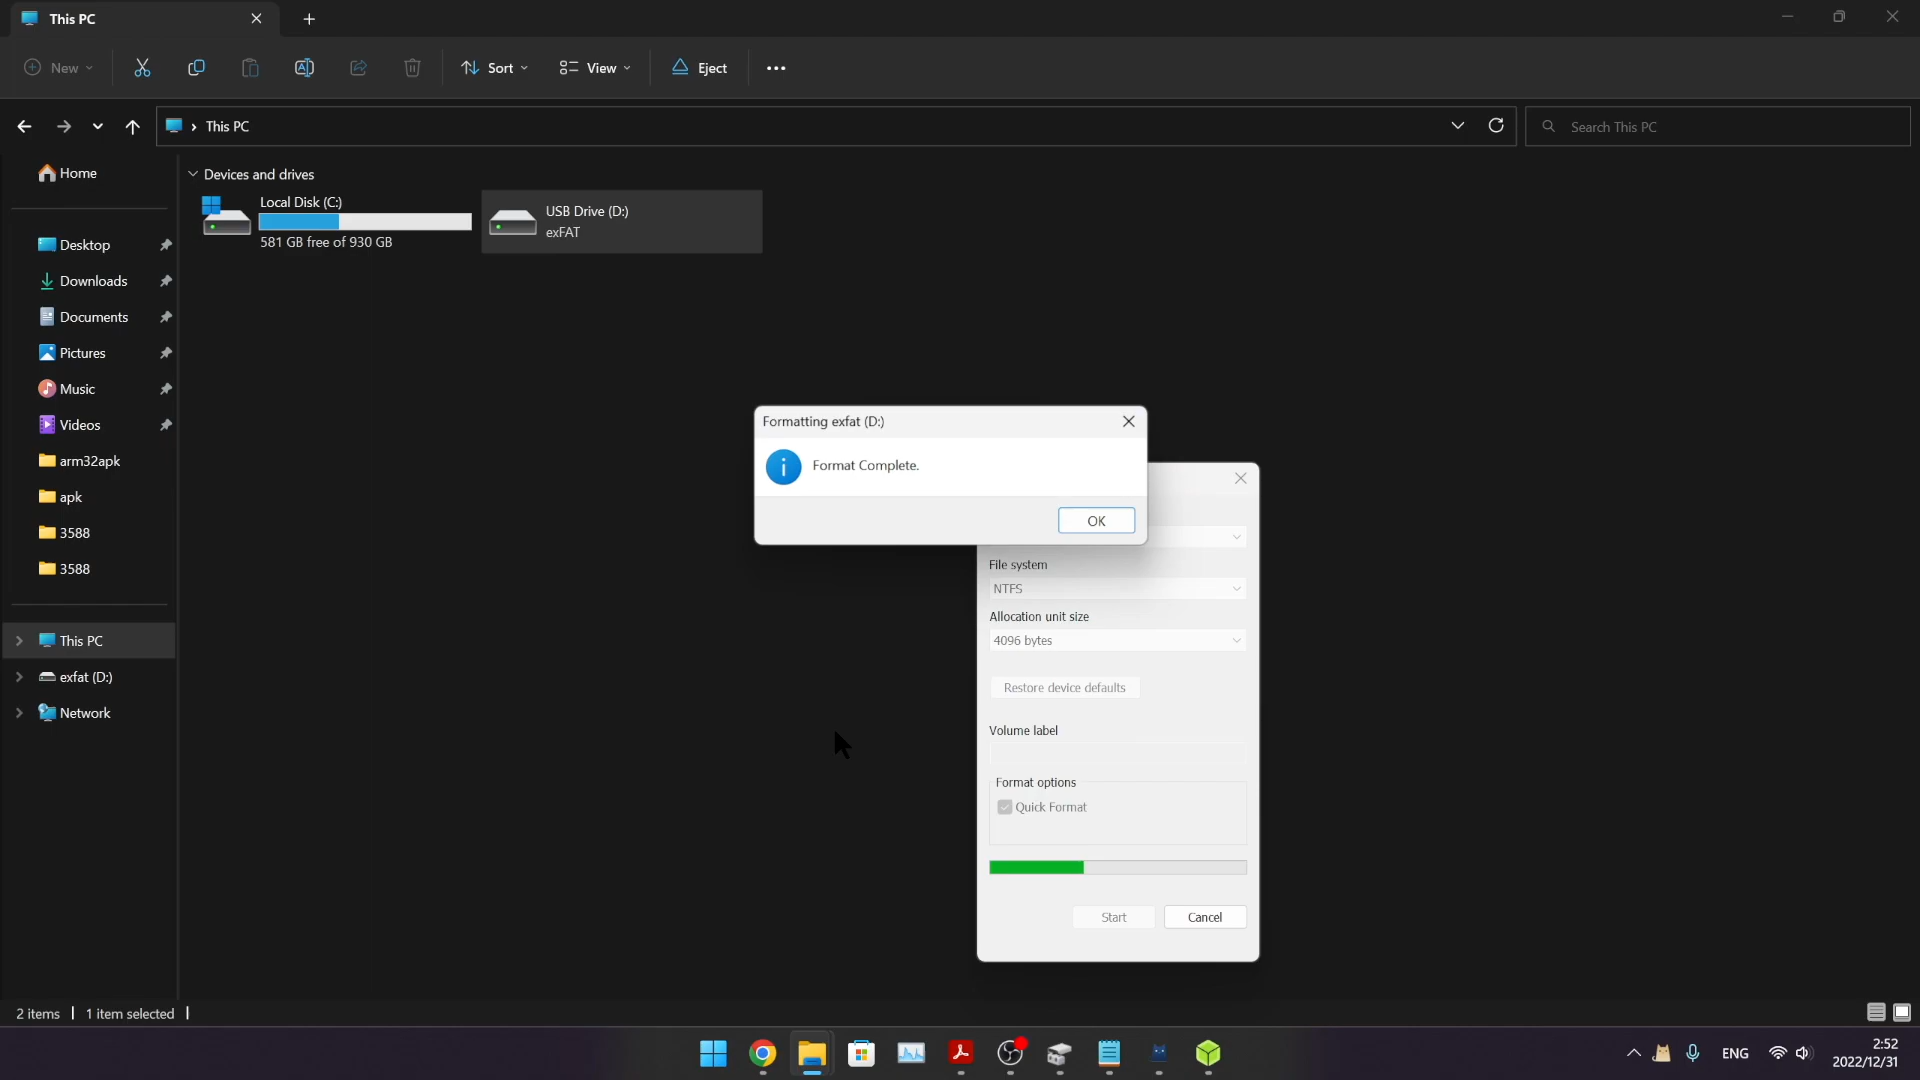 This PC
New
Sort
View
Eject
This PC
Search This PC
Home
Desktop
Downloads
Documents
Pictures
Music
Videos
arm32apk
apk
3588
3588
This PC
exfat (D:)
Network
Devices and drives
Local Disk (C:)
581 GB free of 930 GB
USB Drive (D:)
exFAT
Formatting exfat (D:)
Format Complete.
OK
File system
NTFS
Allocation unit size
4096 bytes
Restore device defaults
Volume label
Format options
Quick Format
Start
Cancel
2 items
1 item selected
ENG
2:52
2022/12/31